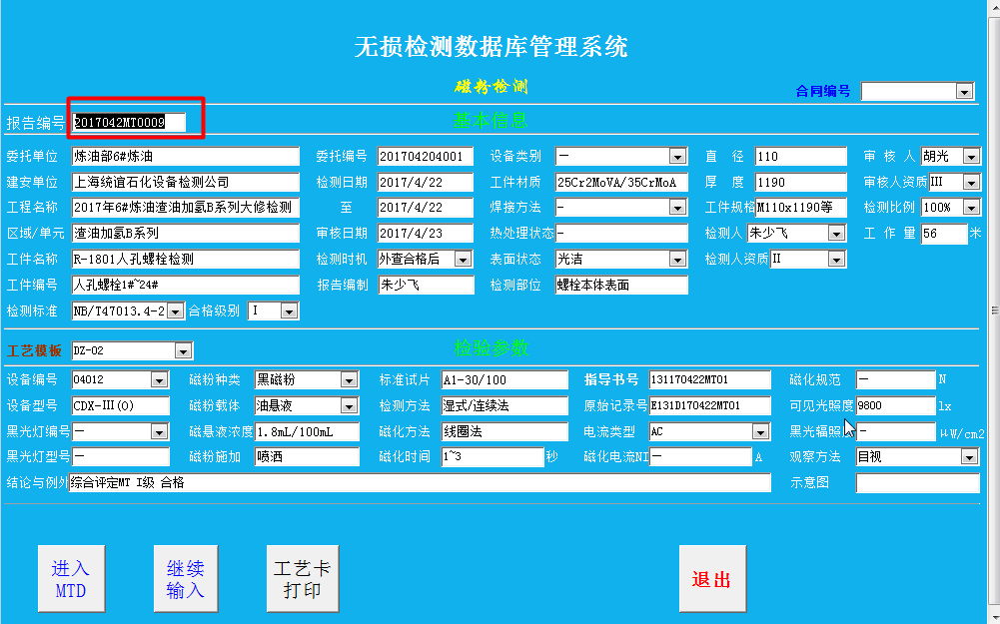 无损检测数据库管理系统
磁粉检测
合同编号
报告编号 2017042MT0009 基本信息
委托单位 炼油部6#炼油 委托编号 201704204001 设备类别 — 直 径 110 审 核 人 胡光
建安单位 上海统谊石化设备检测公司 检测日期 2017/4/22 工件材质 25Cr2MoVA/35CrMoA 厚 度 1190 审核人资质 III
工程名称 2017年6#炼油渣油加氢B系列大修检测 至 2017/4/22 焊接方法 - 工件规格 M110x1190等 检测比例 100%
区域/单元 渣油加氢B系列 审核日期 2017/4/23 热处理状态 - 检测人 朱少飞 工 作 量 56 米
工件名称 R-1801人孔螺栓检测 检测时机 外查合格后 表面状态 光洁 检测人资质 II
工件编号 人孔螺栓1#~24# 报告编制 朱少飞 检测部位 螺栓本体表面
检测标准 NB/T47013.4-2 合格级别 I
工艺模板 DZ-02 检验参数
设备编号 04012 磁粉种类 黑磁粉 标准试片 A1-30/100 指导书号 131170422MT01 磁化规范 — N
设备型号 CDX-III(0) 磁粉载体 油悬液 检测方法 湿式/连续法 原始记录号 E131D170422MT01 可见光照度 9800 lx
黑光灯编号 — 磁悬液浓度 1.8mL/100mL 磁化方法 线圈法 电流类型 AC 黑光辐照 - μW/cm2
黑光灯型号 — 磁粉施加 喷洒 磁化时间 1~3 秒 磁化电流NI — A 观察方法 目视
结论与例外 综合评定MT I级 合格 示意图
进入 继续 工艺卡 退出
MTD 输入 打印